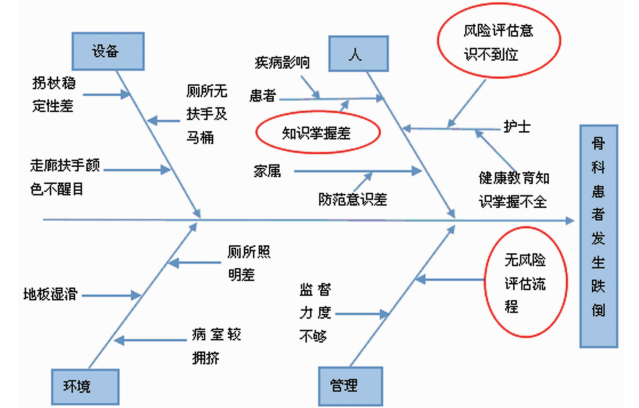 设备
人
风险评估意
识不到位
拐杖稳
定性差
厕所无
扶手及
马桶
疾病影响
患者
知识掌握差
护士
走廊扶手颜
色不醒目
家属
防范意识差
健康教育知
识掌握不全
骨科患者发生跌倒
厕所照
明差
地板湿滑
病室较
拥挤
监督
力度
不够
无风险
评估流
程
环境
管理